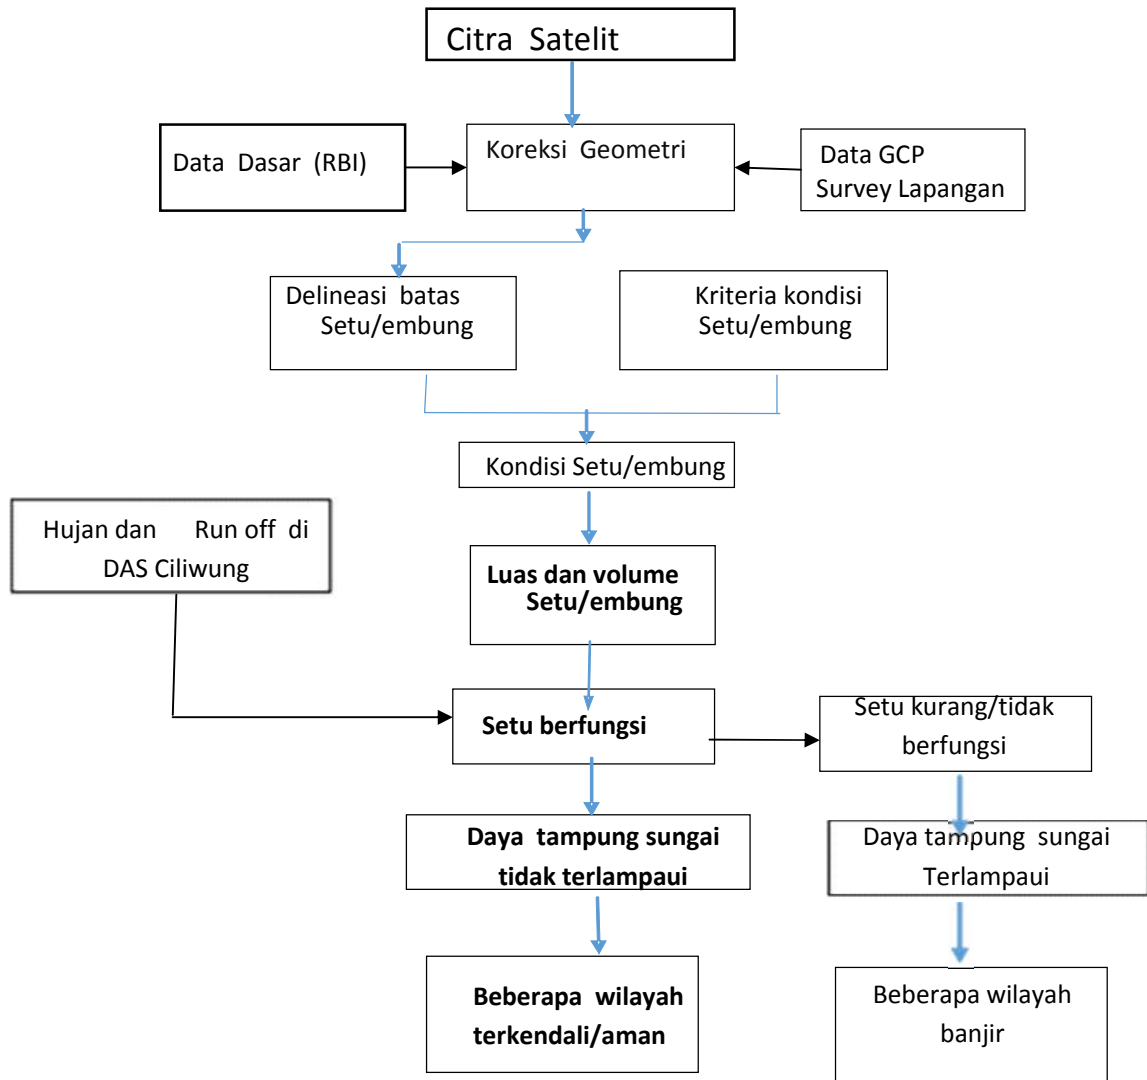 Citra Satelit
Data Dasar (RBI)
Koreksi Geometri
Data GCP
Survey Lapangan
Delineasi batas
Setu/embung
Kriteria kondisi
Setu/embung
Kondisi Setu/embung
Hujan dan Run off di
DAS Ciliwung
Luas dan volume
Setu/embung
Setu berfungsi
Setu kurang/tidak
berfungsi
Daya tampung sungai
tidak terlampaui
Daya tampung sungai
Terlampaui
Beberapa wilayah
terkendali/aman
Beberapa wilayah
banjir